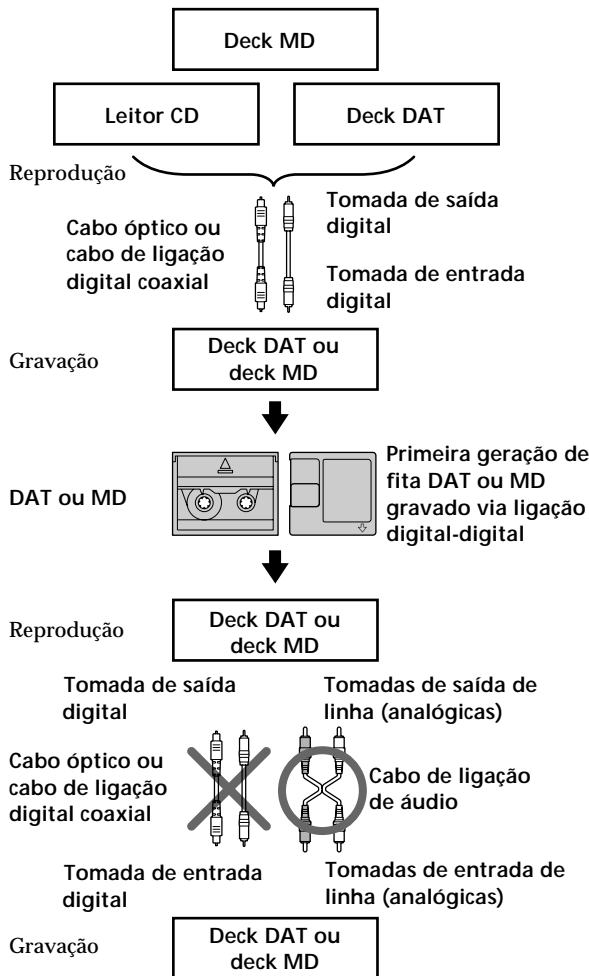 Deck MD
Leitor CD
Deck DAT
Reprodução
Cabo óptico ou
cabo de ligação
digital coaxial
Tomada de saída
digital
Tomada de entrada
digital
Gravação
Deck DAT ou
deck MD
DAT ou MD
Primeira geração de
fita DAT ou MD
gravado via ligação
digital-digital
Reprodução
Deck DAT ou
deck MD
Tomada de saída
digital
Tomadas de saída de
linha (analógicas)
Cabo óptico ou
cabo de ligação
digital coaxial
Cabo de ligação
de áudio
Tomada de entrada
digital
Tomadas de entrada de
linha (analógicas)
Gravação
Deck DAT ou
deck MD